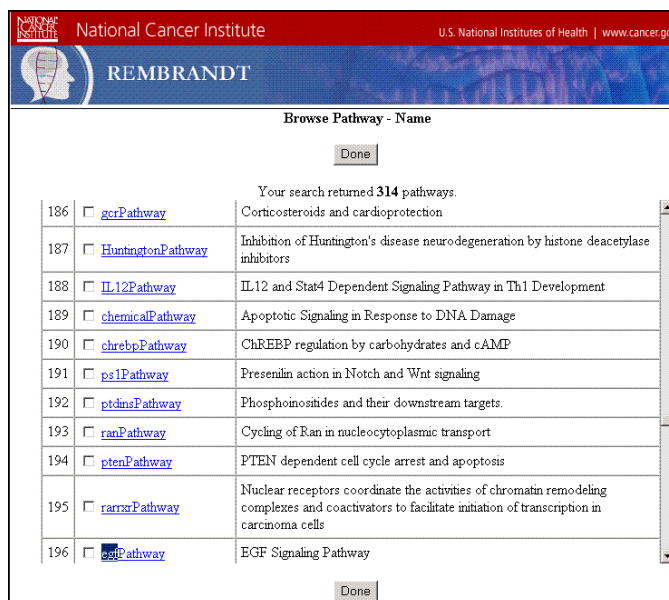 NATIONAL
CANCER
INSTITUTE
National Cancer Institute
U.S. National Institutes of Health | www.cancer.go
REMBRANDT
Browse Pathway - Name
Done
Your search returned 314 pathways.
186 gcrPathway Corticosteroids and cardioprotection
187 HuntingtonPathway Inhibition of Huntington's disease neurodegeneration by histone deacetylase
inhibitors
188 IL12Pathway IL12 and Stat4 Dependent Signaling Pathway in Th1 Development
189 chemicalPathway Apoptotic Signaling in Response to DNA Damage
190 chrebpPathway ChREBP regulation by carbohydrates and cAMP
191 ps1Pathway Presenilin action in Notch and Wnt signaling
192 ptdinsPathway Phosphoinositides and their downstream targets.
193 ranPathway Cycling of Ran in nucleocytoplasmic transport
194 ptenPathway PTEN dependent cell cycle arrest and apoptosis
195 rarrxrPathway Nuclear receptors coordinate the activities of chromatin remodeling
complexes and coactivators to facilitate initiation of transcription in
carcinoma cells
196 egfPathway EGF Signaling Pathway
Done